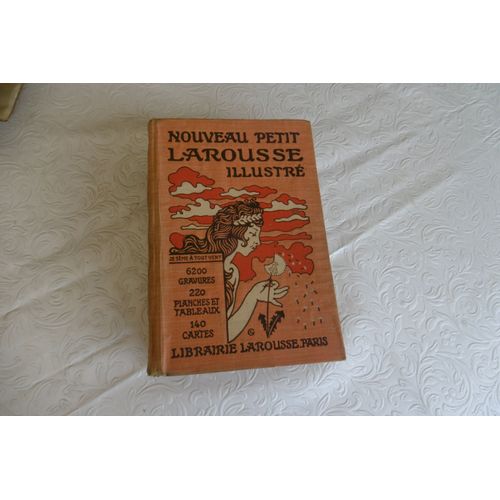 NOUVEAU PETIT
LAROUSSE
ILLUSTRÉ
JE SÈME À TOUT VENT
6200
GRAVURES
220
PLANCHES ET
TABLEAUX
140
CARTES
LIBRAIRIE LAROUSSE. PARIS